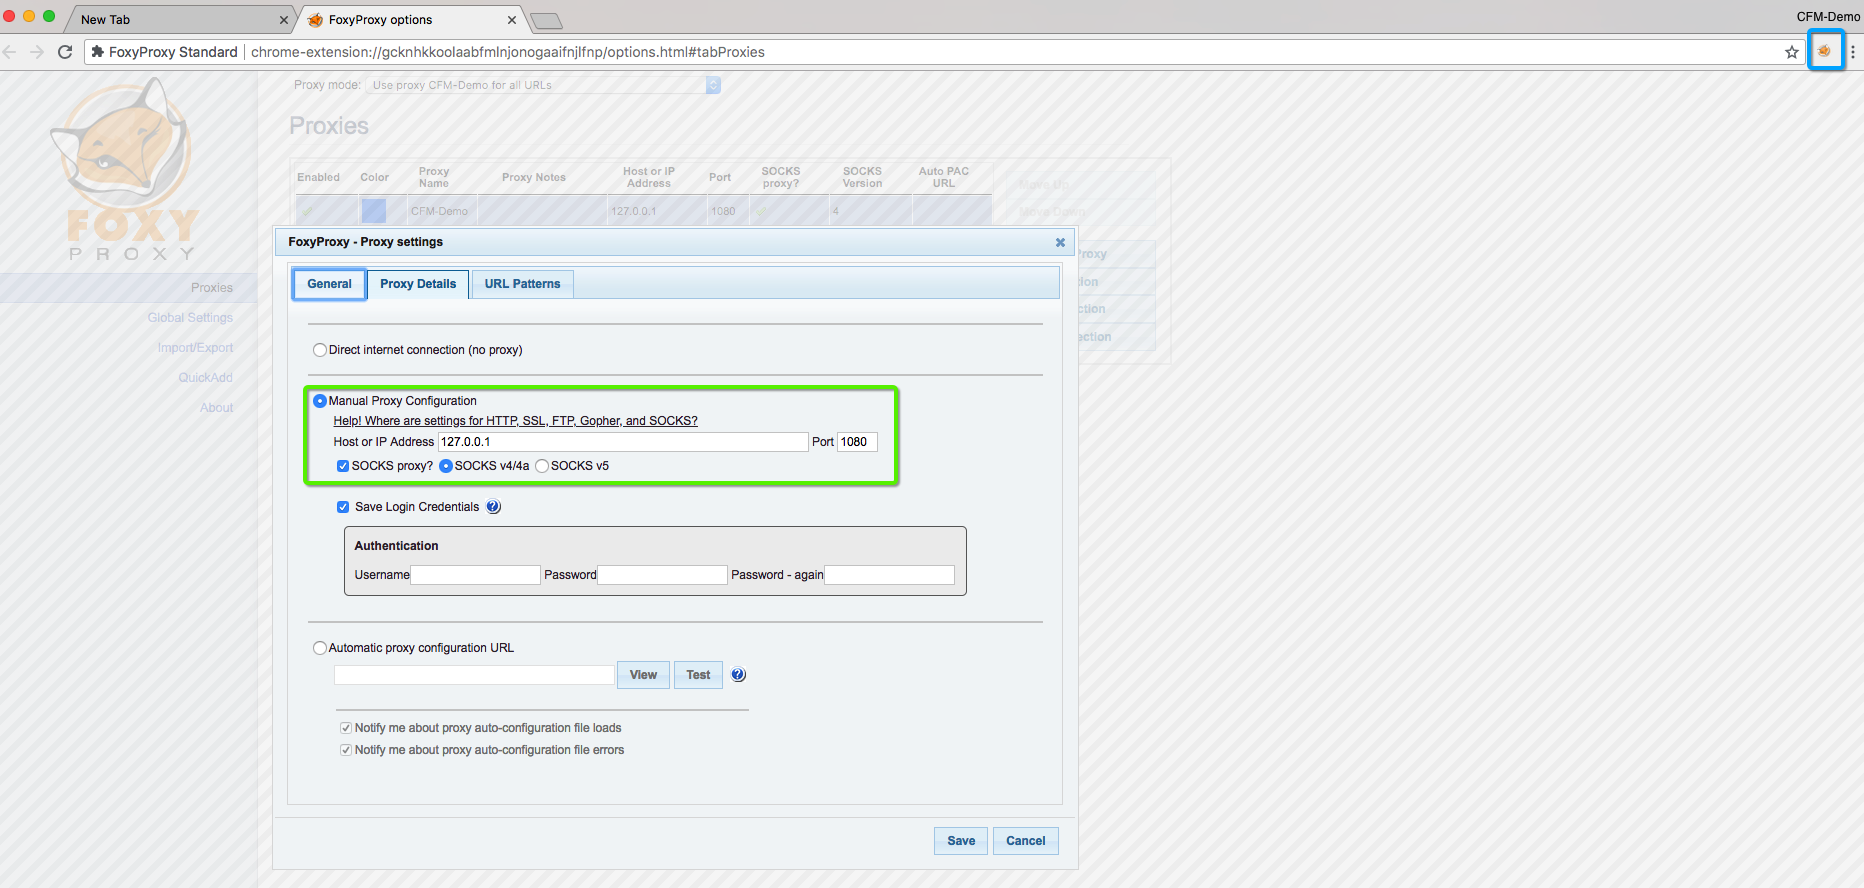 New Tab
FoxyProxy options
CFM-Demo
FoxyProxy Standard
chrome-extension://gcknhkkoolaabfmlnjonogaaifnjlfnp/options.html#tabProxies
FOXY
PROXY
Proxies
Global Settings
Import/Export
QuickAdd
About
Proxy mode: Use proxy CFM-Demo for all URLs
Proxies
Enabled Color Proxy Name Proxy Notes Host or IP Address Port SOCKS proxy? SOCKS Version Auto PAC URL
CFM-Demo 127.0.0.1 1080 4
Move Up
Move Down
roxy
tion
ction
ection
FoxyProxy - Proxy settings
General Proxy Details URL Patterns
Direct internet connection (no proxy)
Manual Proxy Configuration
Help! Where are settings for HTTP, SSL, FTP, Gopher, and SOCKS?
Host or IP Address 127.0.0.1 Port 1080
SOCKS proxy? SOCKS v4/4a SOCKS v5
Save Login Credentials ?
Authentication
Username Password Password - again
Automatic proxy configuration URL
View Test ?
Notify me about proxy auto-configuration file loads
Notify me about proxy auto-configuration file errors
Save Cancel